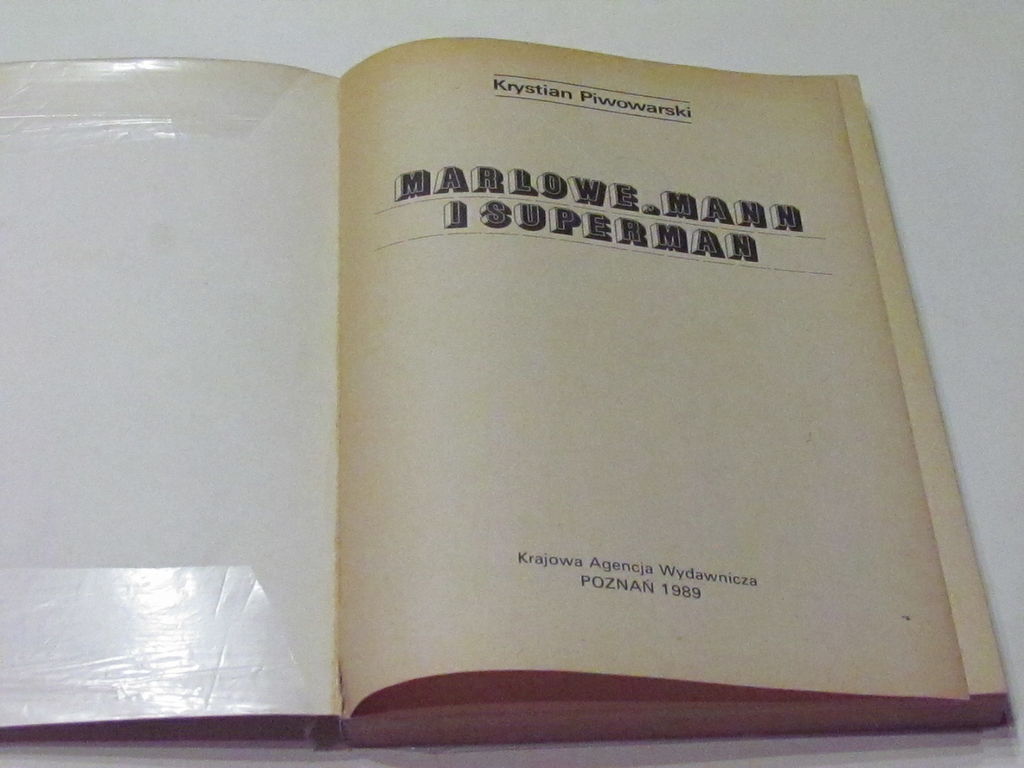 Krystian Piwowarski
MARLOWE.MANN
I SUPERMAN
Krajowa Agencja Wydawnicza
POZNAŃ 1989